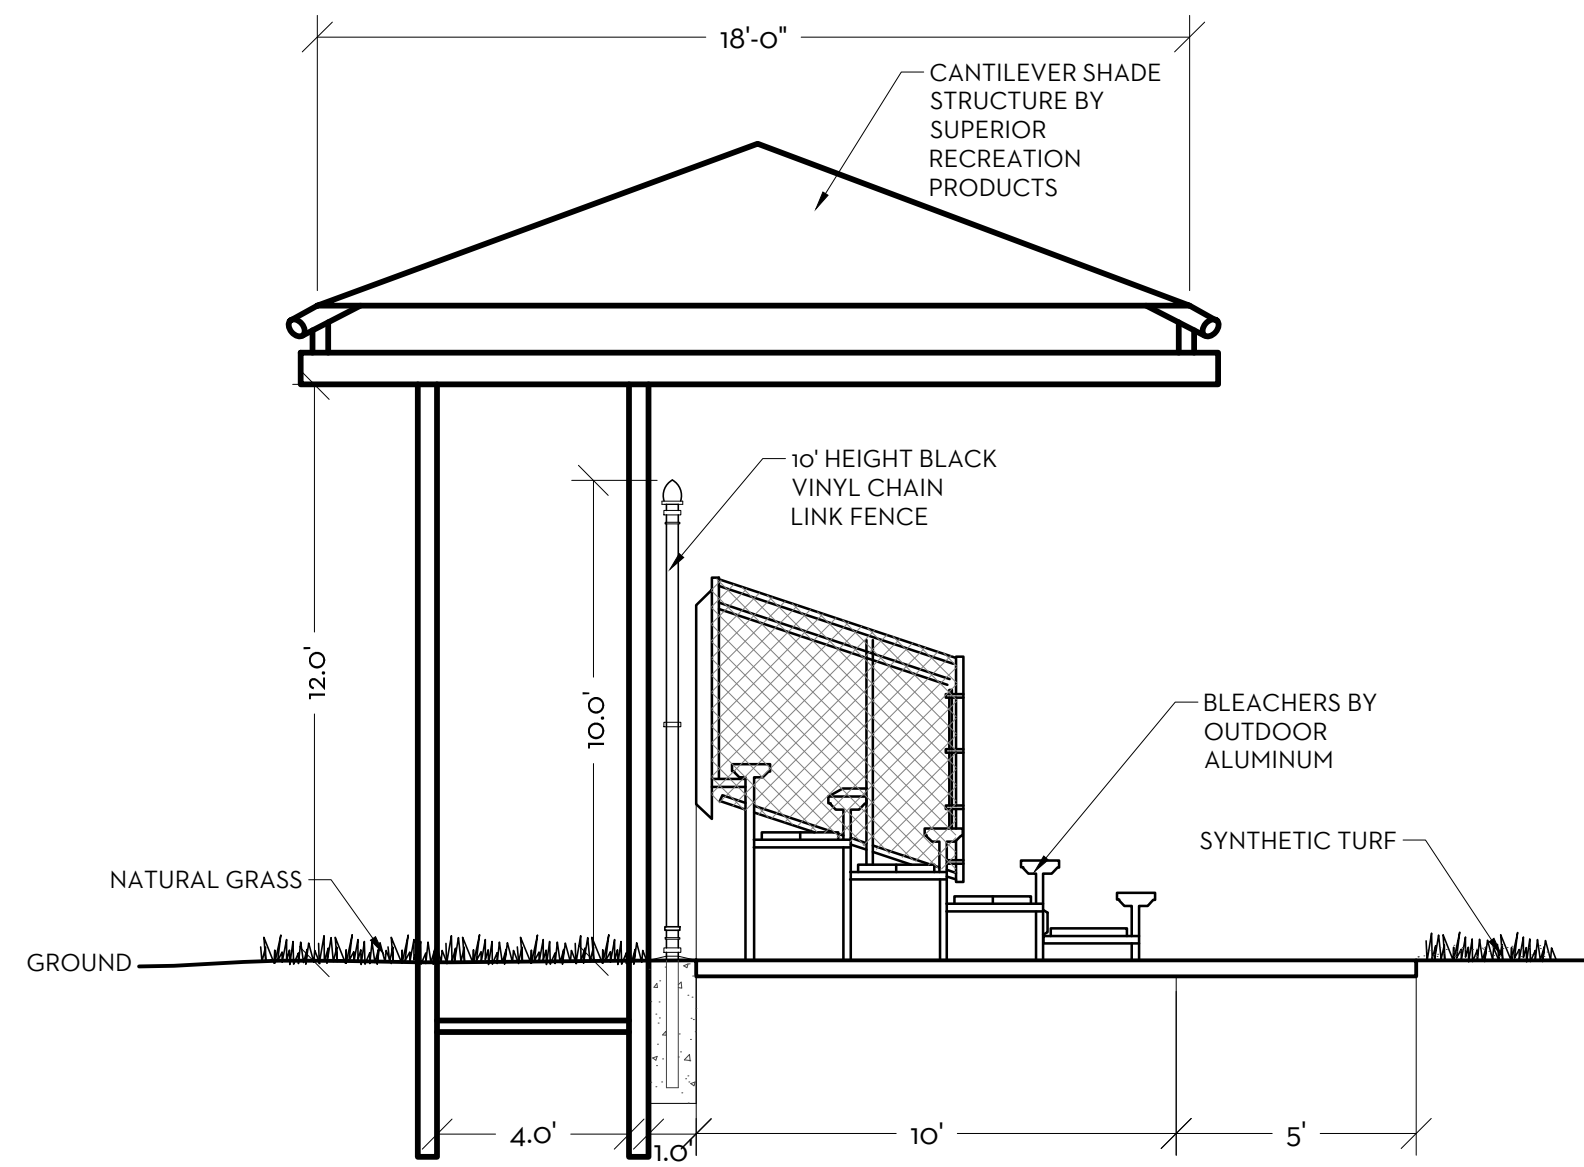 18'-0"
CANTILEVER SHADE
STRUCTURE BY
SUPERIOR
RECREATION
PRODUCTS
10' HEIGHT BLACK
VINYL CHAIN
LINK FENCE
12.0'
10.0'
BLEACHERS BY
OUTDOOR
ALUMINUM
SYNTHETIC TURF
NATURAL GRASS
GROUND
4.0'
1.0'
10'
5'